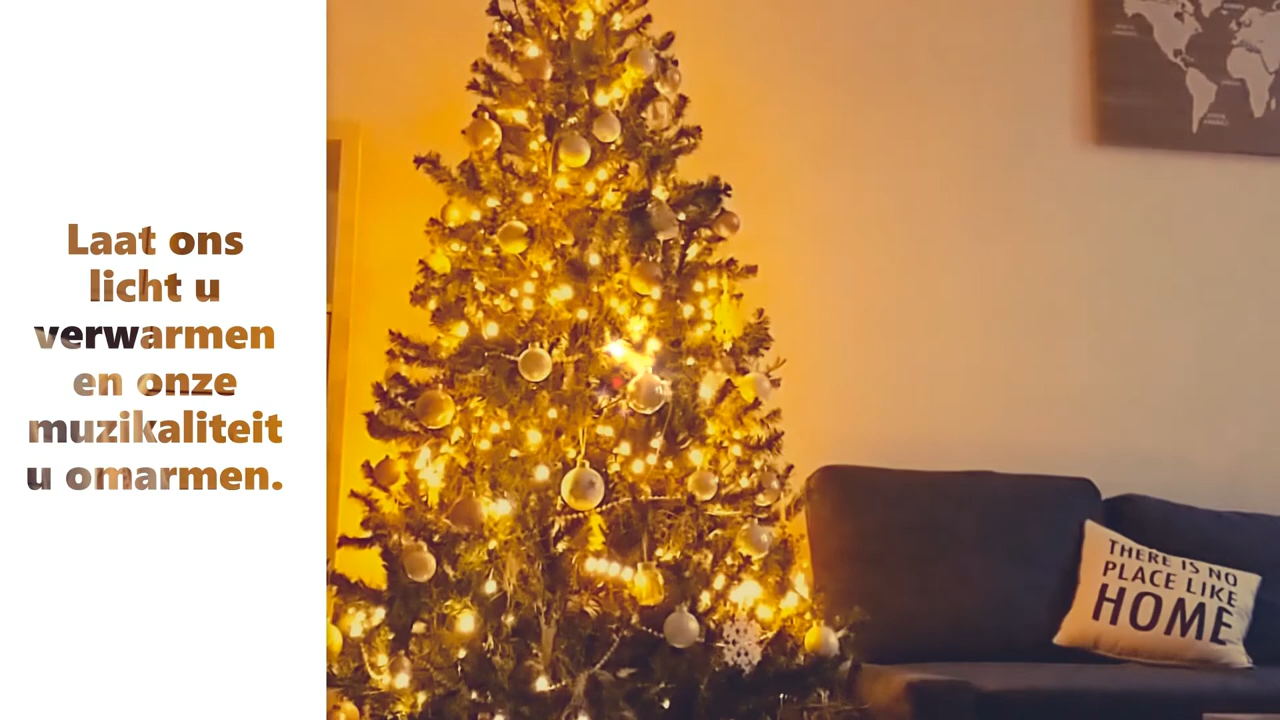 Laat ons
licht u
verwarmen
en onze
muzikaliteit
u omarmen.
THERE IS NO
PLACE LIKE
HOME